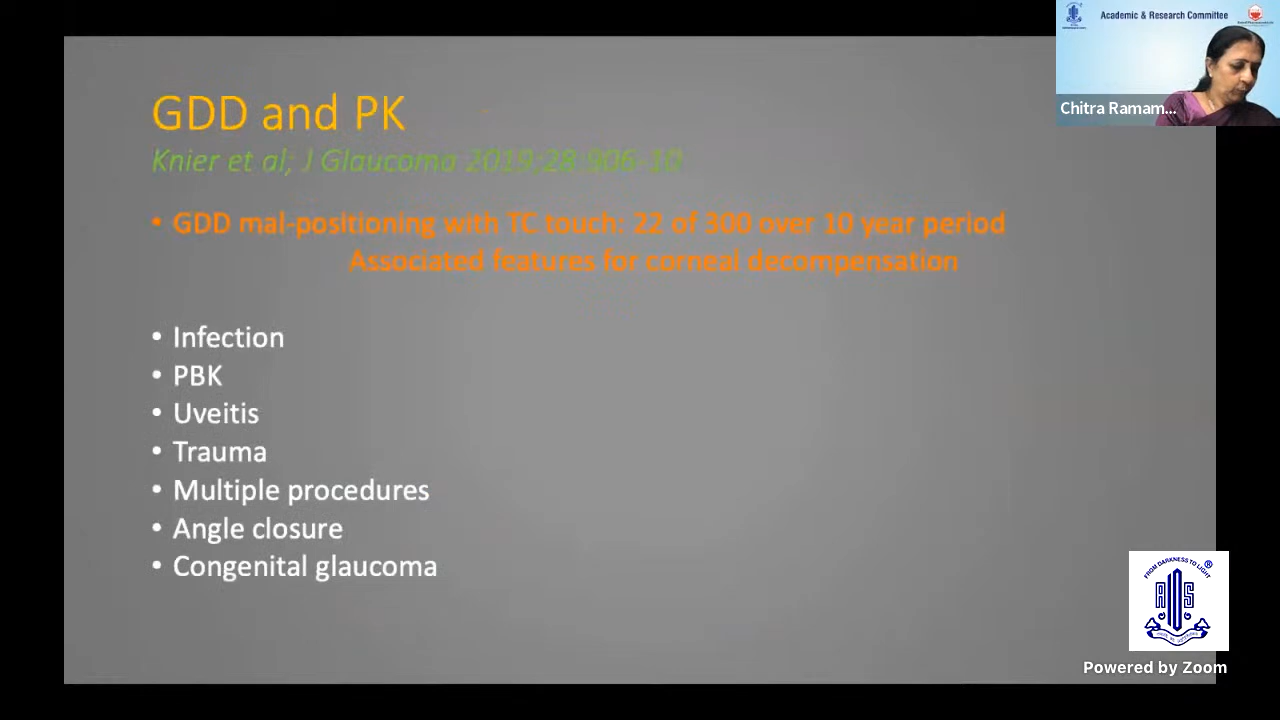 Academic & Research Committee
Chitra Ramam...
GDD and PK
Knier et al; J Glaucoma 2019;28:906-10
• GDD mal-positioning with TC touch: 22 of 300 over 10 year period
Associated features for corneal decompensation
• Infection
• PBK
• Uveitis
• Trauma
• Multiple procedures
• Angle closure
• Congenital glaucoma
FROM DARKNESS TO LIGHT
AIOS
Powered by Zoom